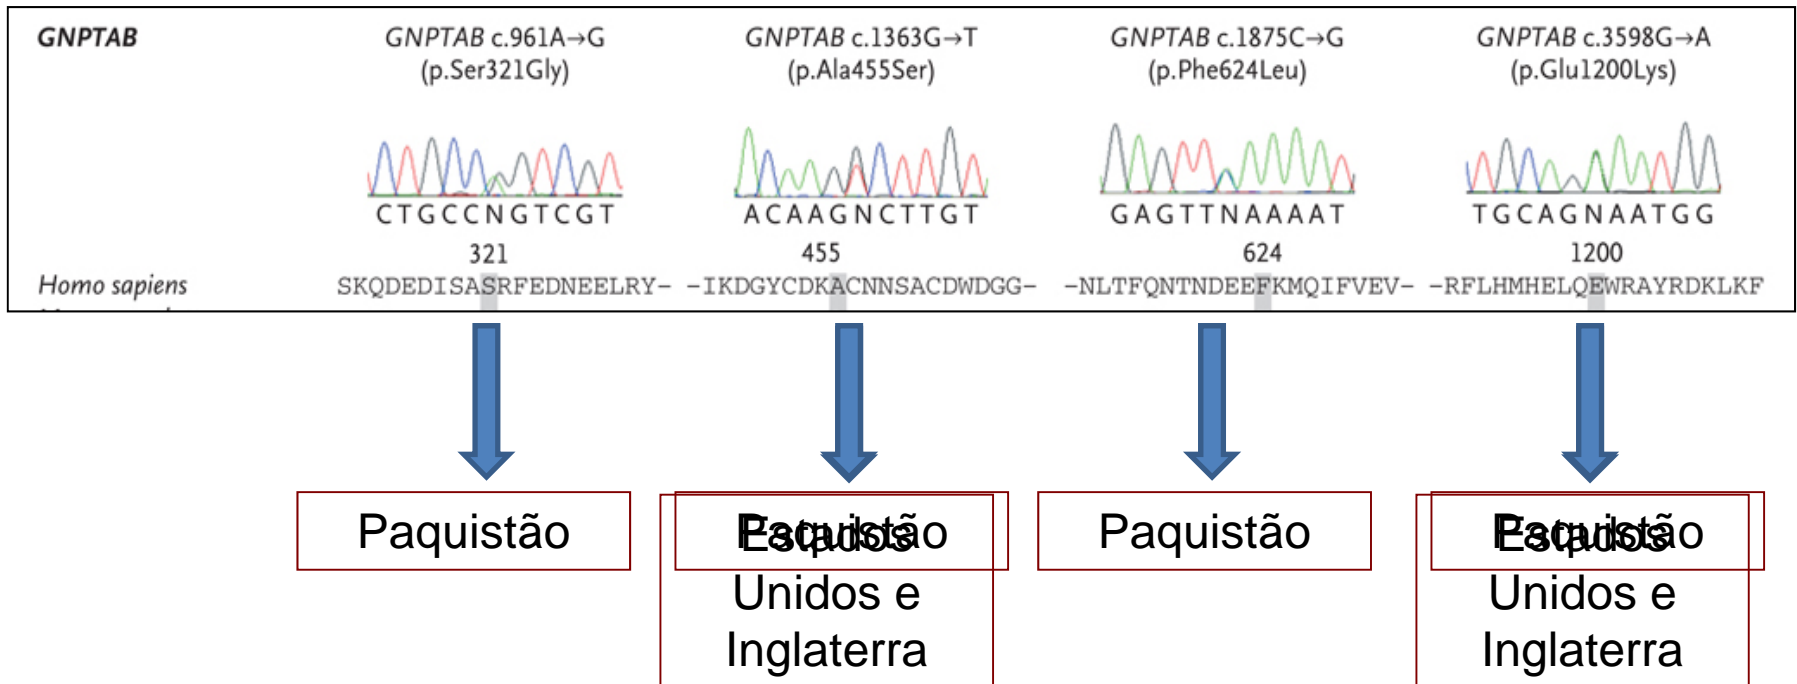 GNPTAB
GNPTAB c.961A→G
(p.Ser321Gly)
GNPTAB c.1363G→T
(p.Ala455Ser)
GNPTAB c.1875C→G
(p.Phe624Leu)
GNPTAB c.3598G→A
(p.Glu1200Lys)
CTGCCNGTCGT
ACAAGNCTTGT
GAGTTNAAAAT
TGCAGNAATGG
321
455
624
1200
Homo sapiens
SKQDEDISASRFEDNEELRY–
–IKDGYCDKACNNSACDWDGG–
–NLTFQNTNDEEFKMQIFVEV–
–RFLHMHELQEWRAYRDKLKF
Paquistão
Paquistão
Estados
Unidos e
Inglaterra
Paquistão
Paquistão
Estados
Unidos e
Inglaterra